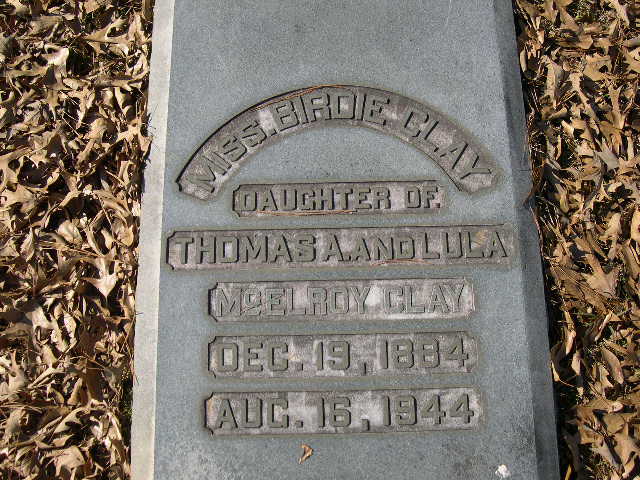 MISS. BIRDIE CLAY
DAUGHTER OF
THOMAS A. AND LULA
McELROY CLAY
DEC. 19, 1884
AUG. 16, 1944